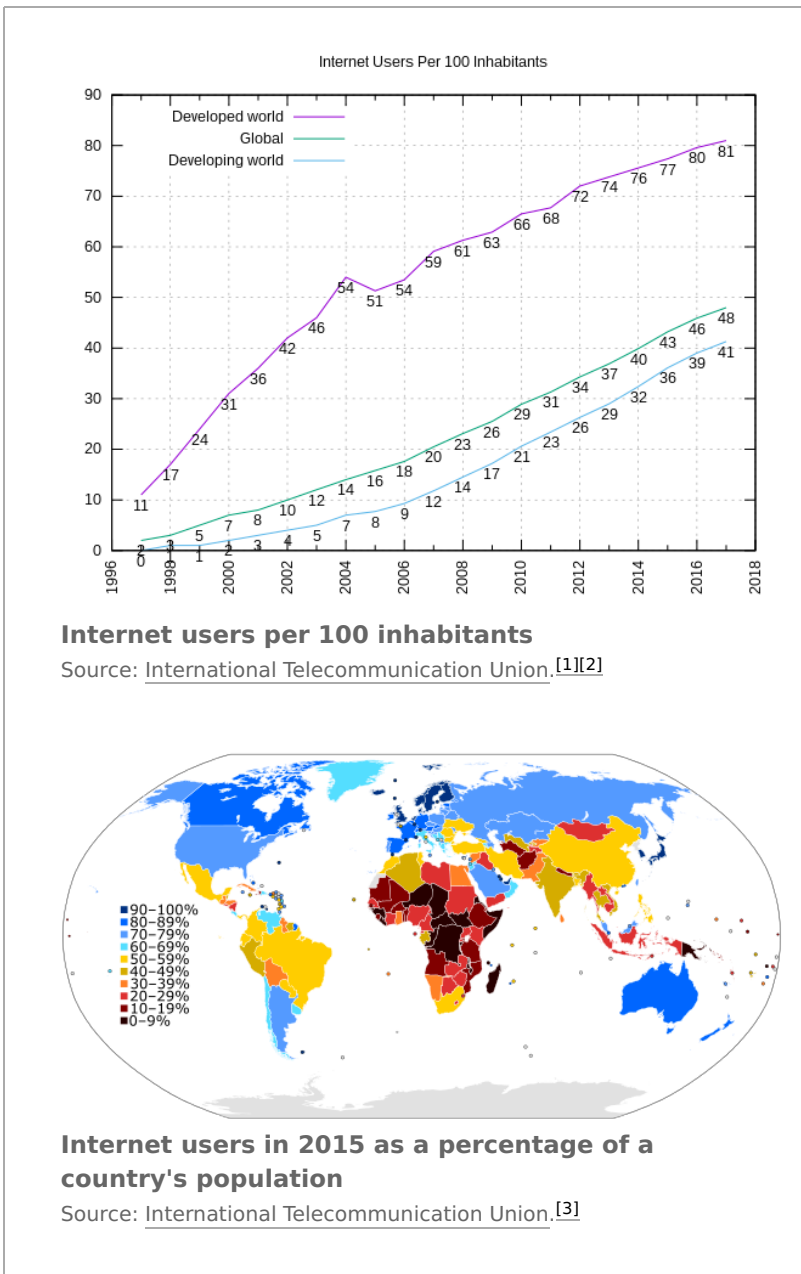 Internet Users Per 100 Inhabitants
Developed world
Global
Developing world
90
80
70
60
50
40
30
20
10
0
11 17 24 31 36 42 46 54 51 54 59 61 63 66 68 72 74 76 77 80 81
2 3 5 7 8 10 12 14 16 18 20 23 26 29 31 34 37 40 43 46 48
0 1 1 2 3 4 5 7 8 9 12 14 17 21 23 26 29 32 36 39 41
1996 1998 2000 2002 2004 2006 2008 2010 2012 2014 2016 2018
Internet users per 100 inhabitants
Source: International Telecommunication Union.[1][2]
90–100%
80–89%
70–79%
60–69%
50–59%
40–49%
30–39%
20–29%
10–19%
0–9%
Internet users in 2015 as a percentage of a
country's population
Source: International Telecommunication Union.[3]